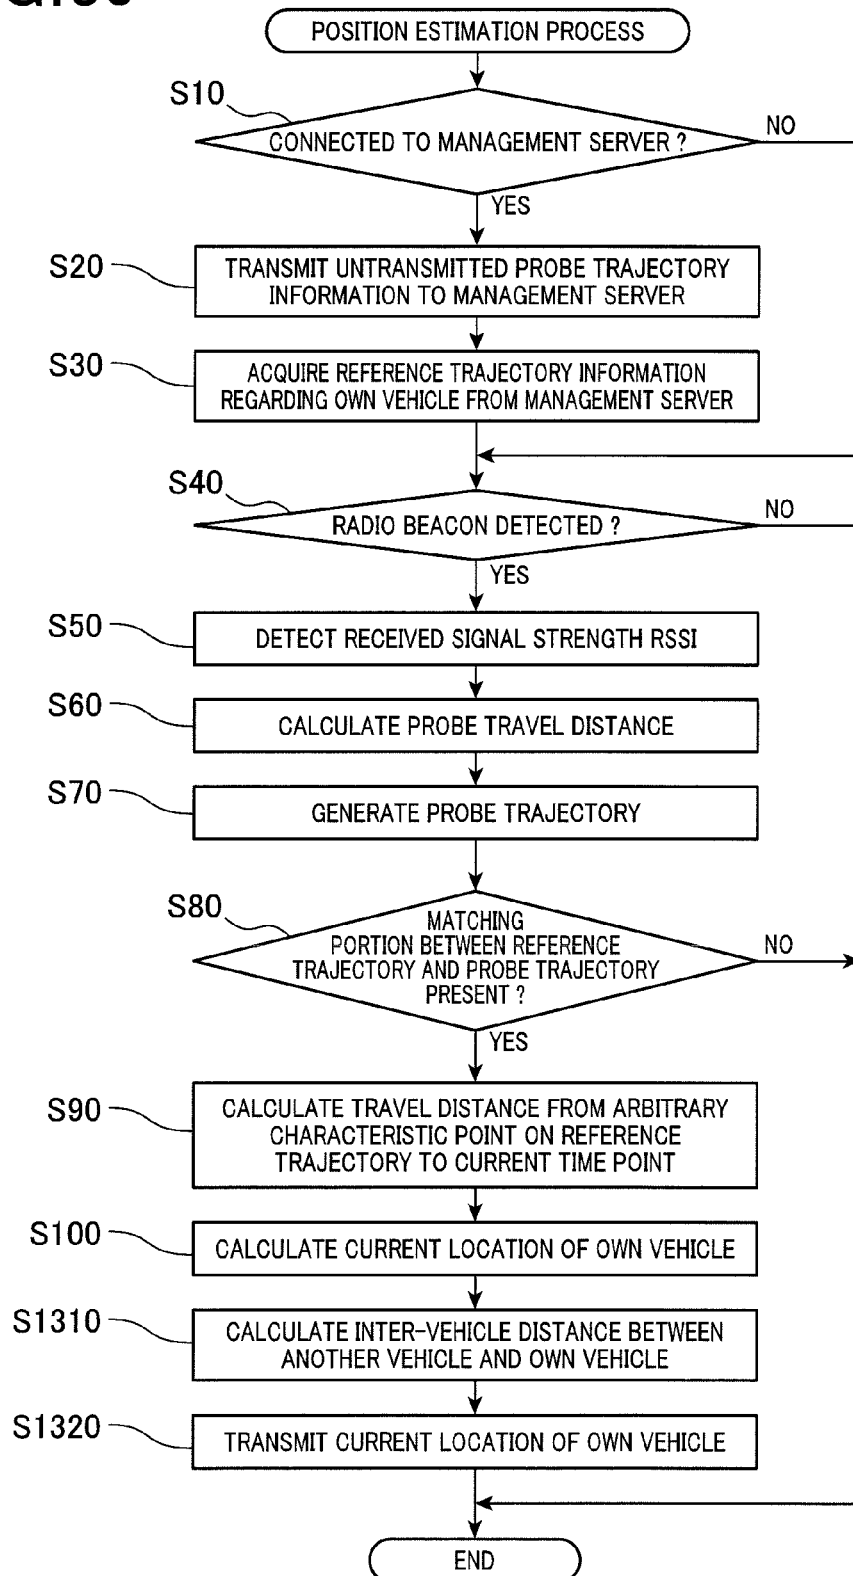 POSITION ESTIMATION PROCESS
S10
CONNECTED TO MANAGEMENT SERVER ?
NO
YES
S20
TRANSMIT UNTRANSMITTED PROBE TRAJECTORY
INFORMATION TO MANAGEMENT SERVER
S30
ACQUIRE REFERENCE TRAJECTORY INFORMATION
REGARDING OWN VEHICLE FROM MANAGEMENT SERVER
S40
RADIO BEACON DETECTED ?
NO
YES
S50
DETECT RECEIVED SIGNAL STRENGTH RSSI
S60
CALCULATE PROBE TRAVEL DISTANCE
S70
GENERATE PROBE TRAJECTORY
S80
MATCHING
PORTION BETWEEN REFERENCE
TRAJECTORY AND PROBE TRAJECTORY
PRESENT ?
NO
YES
S90
CALCULATE TRAVEL DISTANCE FROM ARBITRARY
CHARACTERISTIC POINT ON REFERENCE
TRAJECTORY TO CURRENT TIME POINT
S100
CALCULATE CURRENT LOCATION OF OWN VEHICLE
S1310
CALCULATE INTER-VEHICLE DISTANCE BETWEEN
ANOTHER VEHICLE AND OWN VEHICLE
S1320
TRANSMIT CURRENT LOCATION OF OWN VEHICLE
END